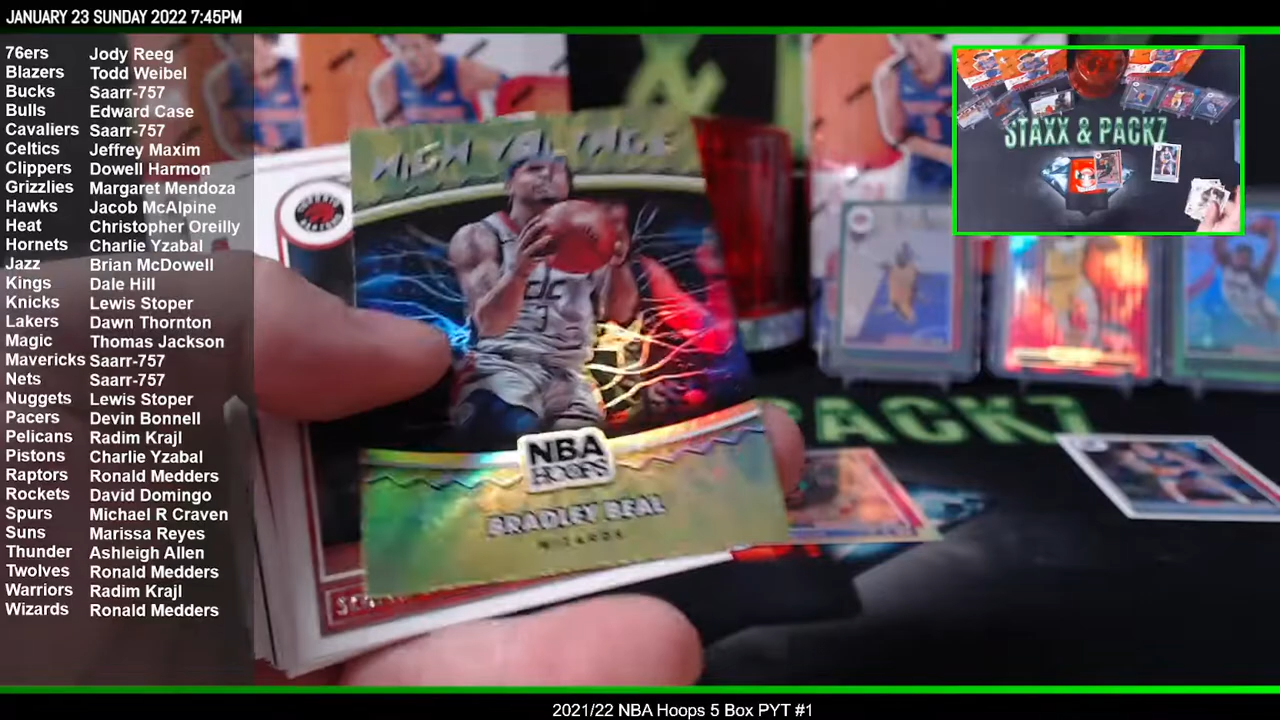 JANUARY 23 SUNDAY 2022 7:45PM
76ers Jody Reeg
Blazers Todd Weibel
Bucks Saarr-757
Bulls Edward Case
Cavaliers Saarr-757
Celtics Jeffrey Maxim
Clippers Dowell Harmon
Grizzlies Margaret Mendoza
Hawks Jacob McAlpine
Heat Christopher Oreilly
Hornets Charlie Yzabal
Jazz Brian McDowell
Kings Dale Hill
Knicks Lewis Stoper
Lakers Dawn Thornton
Magic Thomas Jackson
Mavericks Saarr-757
Nets Saarr-757
Nuggets Lewis Stoper
Pacers Devin Bonnell
Pelicans Radim Krajl
Pistons Charlie Yzabal
Raptors Ronald Medders
Rockets David Domingo
Spurs Michael R Craven
Suns Marissa Reyes
Thunder Ashleigh Allen
Twolves Ronald Medders
Warriors Radim Krajl
Wizards Ronald Medders
STAXX & PACK7
HIGH VOLTAGE
NBA
HOOPS
BRADLEY BEAL
WIZARDS
PACK7
2021/22 NBA Hoops 5 Box PYT #1